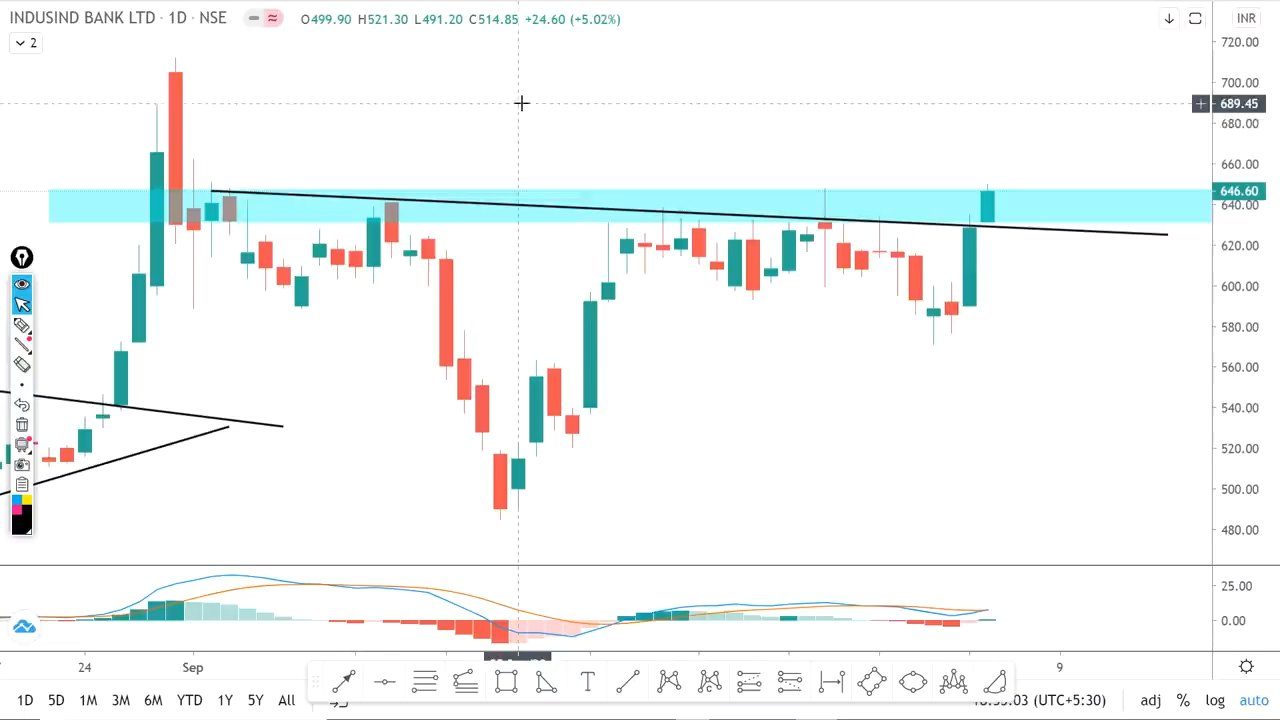 INDUSIND BANK LTD · 1D · NSE
O499.90 H521.30 L491.20 C514.85 +24.60 (+5.02%)
INR
2
720.00
700.00
689.45
680.00
660.00
646.60
640.00
620.00
600.00
580.00
560.00
540.00
520.00
500.00
480.00
25.00
0.00
24 Sep 9
T
C
1D 5D 1M 3M 6M YTD 1Y 5Y All
(UTC+5:30) adj % log auto